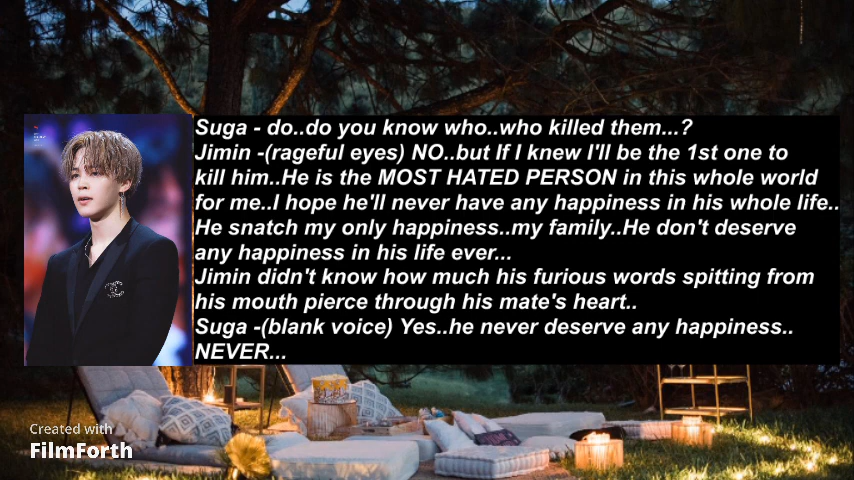 Suga - do..do you know who..who killed them...?
Jimin -(rageful eyes) NO..but If I knew I'll be the 1st one to
kill him..He is the MOST HATED PERSON in this whole world
for me..I hope he'll never have any happiness in his whole life..
He snatch my only happiness..my family..He don't deserve
any happiness in his life ever...
Jimin didn't know how much his furious words spitting from
his mouth pierce through his mate's heart..
Suga -(blank voice) Yes..he never deserve any happiness..
NEVER...
Created with
FilmForth